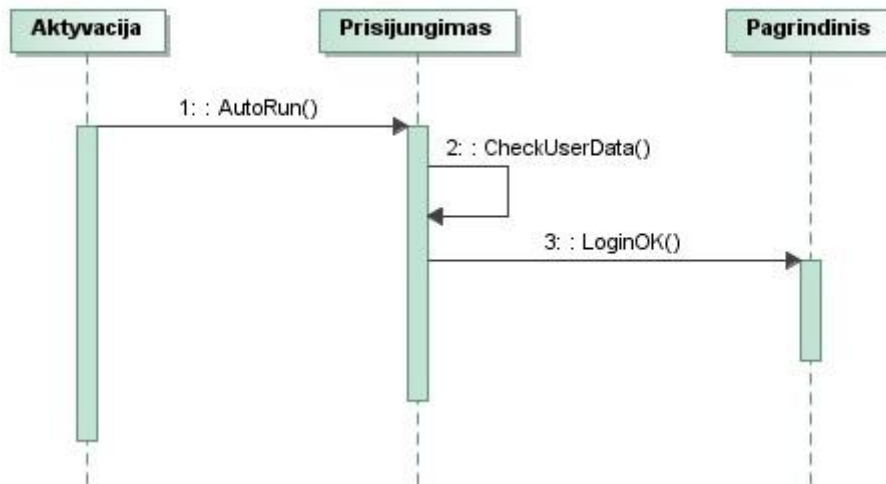 Aktyvacija
Prisijungimas
Pagrindinis
1: : AutoRun()
2: : CheckUserData()
3: : LoginOK()